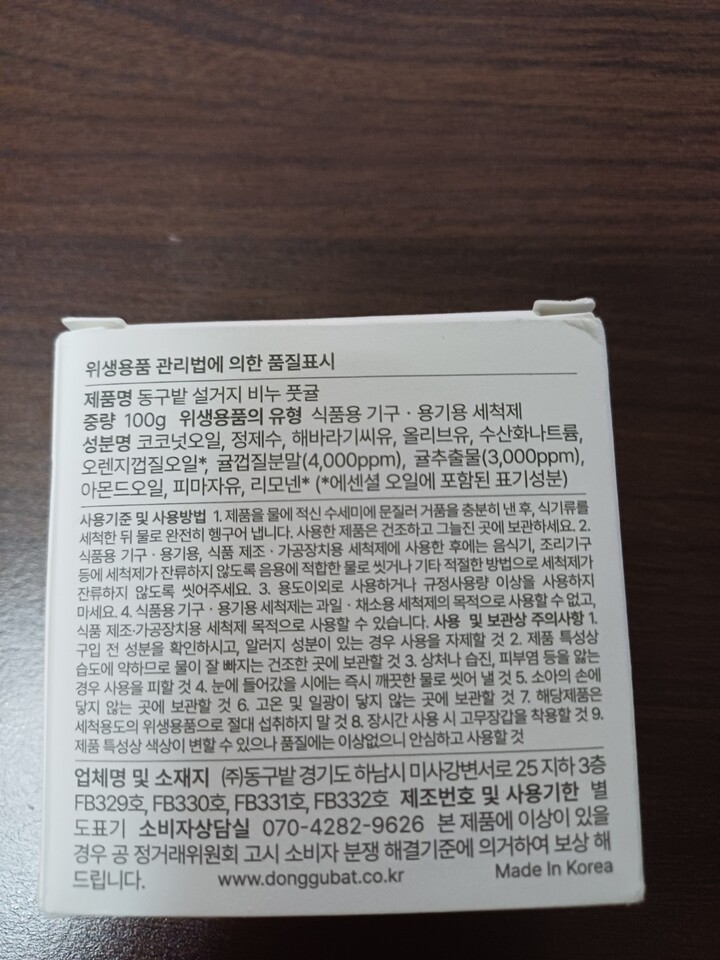 위생용품 관리법에 의한 품질표시
제품명 동구밭 설거지 비누 풋귤
중량 100g 위생용품의 유형 식품용 기구 · 용기용 세척제
성분명 코코넛오일, 정제수, 해바라기씨유, 올리브유, 수산화나트륨,
오렌지껍질오일*, 귤껍질분말(4,000ppm), 귤추출물(3,000ppm),
아몬드오일, 피마자유, 리모넨* (*에센셜 오일에 포함된 표기성분)
사용기준 및 사용방법 1. 제품을 물에 적신 수세미에 문질러 거품을 충분히 낸 후, 식기류를
세척한 뒤 물로 완전히 헹구어 냅니다. 사용한 제품은 건조하고 그늘진 곳에 보관하세요. 2.
식품용 기구 · 용기용, 식품 제조 · 가공장치용 세척제에 사용한 후에는 음식기, 조리기구
등에 세척제가 잔류하지 않도록 음용에 적합한 물로 씻거나 기타 적절한 방법으로 세척제가
잔류하지 않도록 씻어주세요. 3. 용도이외로 사용하거나 규정사용량 이상을 사용하지
마세요. 4. 식품용 기구 · 용기용 세척제는 과일 · 채소용 세척제의 목적으로 사용할 수 없고,
식품 제조·가공장치용 세척제 목적으로 사용할 수 있습니다. 사용 및 보관상 주의사항 1.
구입 전 성분을 확인하시고, 알러지 성분이 있는 경우 사용을 자제할 것 2. 제품 특성상
습도에 약하므로 물이 잘 빠지는 건조한 곳에 보관할 것 3. 상처나 습진, 피부염 등을 앓는
경우 사용을 피할 것 4. 눈에 들어갔을 시에는 즉시 깨끗한 물로 씻어 낼 것 5. 소아의 손에
닿지 않는 곳에 보관할 것 6. 고온 및 일광이 닿지 않는 곳에 보관할 것 7. 해당제품은
세척용도의 위생용품으로 절대 섭취하지 말 것 8. 장시간 사용 시 고무장갑을 착용할 것 9.
제품 특성상 색상이 변할 수 있으나 품질에는 이상없으니 안심하고 사용할 것
업체명 및 소재지 (주)동구밭 경기도 하남시 미사강변서로 25 지하 3층
FB329호, FB330호, FB331호, FB332호 제조번호 및 사용기한 별
도표기 소비자상담실 070-4282-9626 본 제품에 이상이 있을
경우 공 정거래위원회 고시 소비자 분쟁 해결기준에 의거하여 보상 해
드립니다. www.donggubat.co.kr Made In Korea